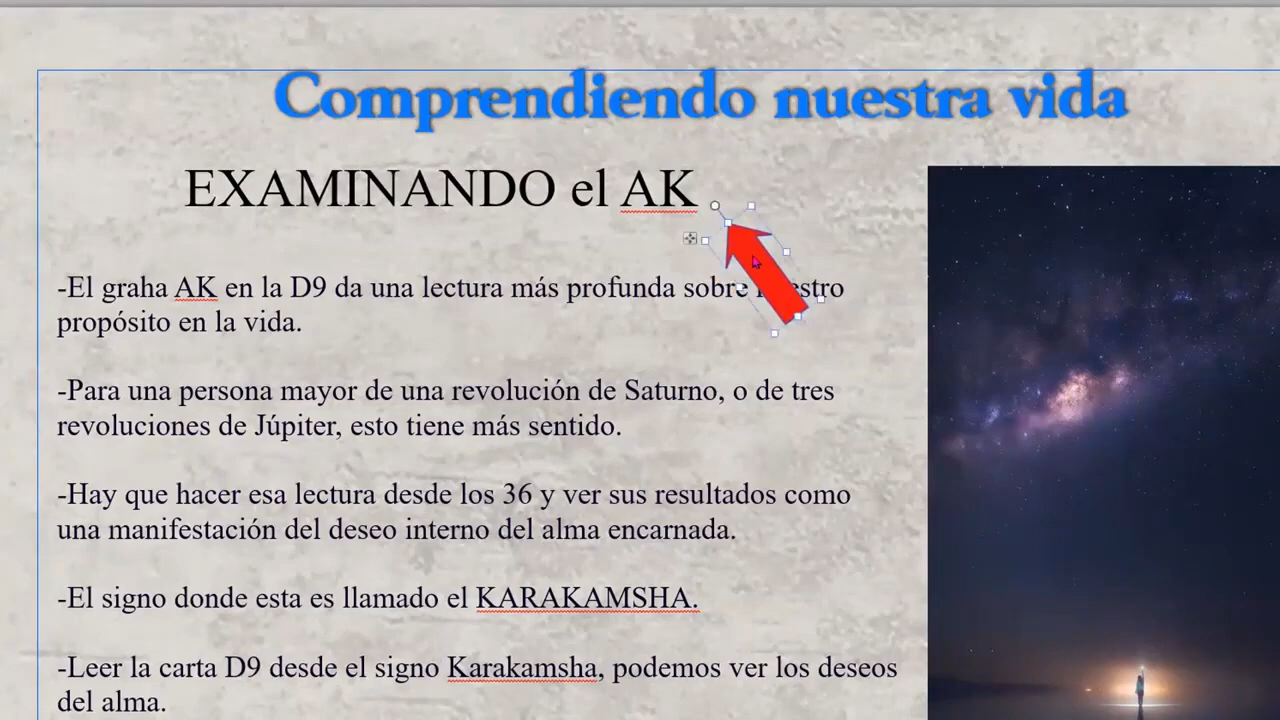 Comprendiendo nuestra vida
EXAMINANDO el AK
-El graha AK en la D9 da una lectura más profunda sobre
propósito en la vida.
-Para una persona mayor de una revolución de Saturno, o de tres
revoluciones de Júpiter, esto tiene más sentido.
-Hay que hacer esa lectura desde los 36 y ver sus resultados como
una manifestación del deseo interno del alma encarnada.
-El signo donde esta es llamado el KARAKAMSHA.
-Leer la carta D9 desde el signo Karakamsha, podemos ver los deseos
del alma.